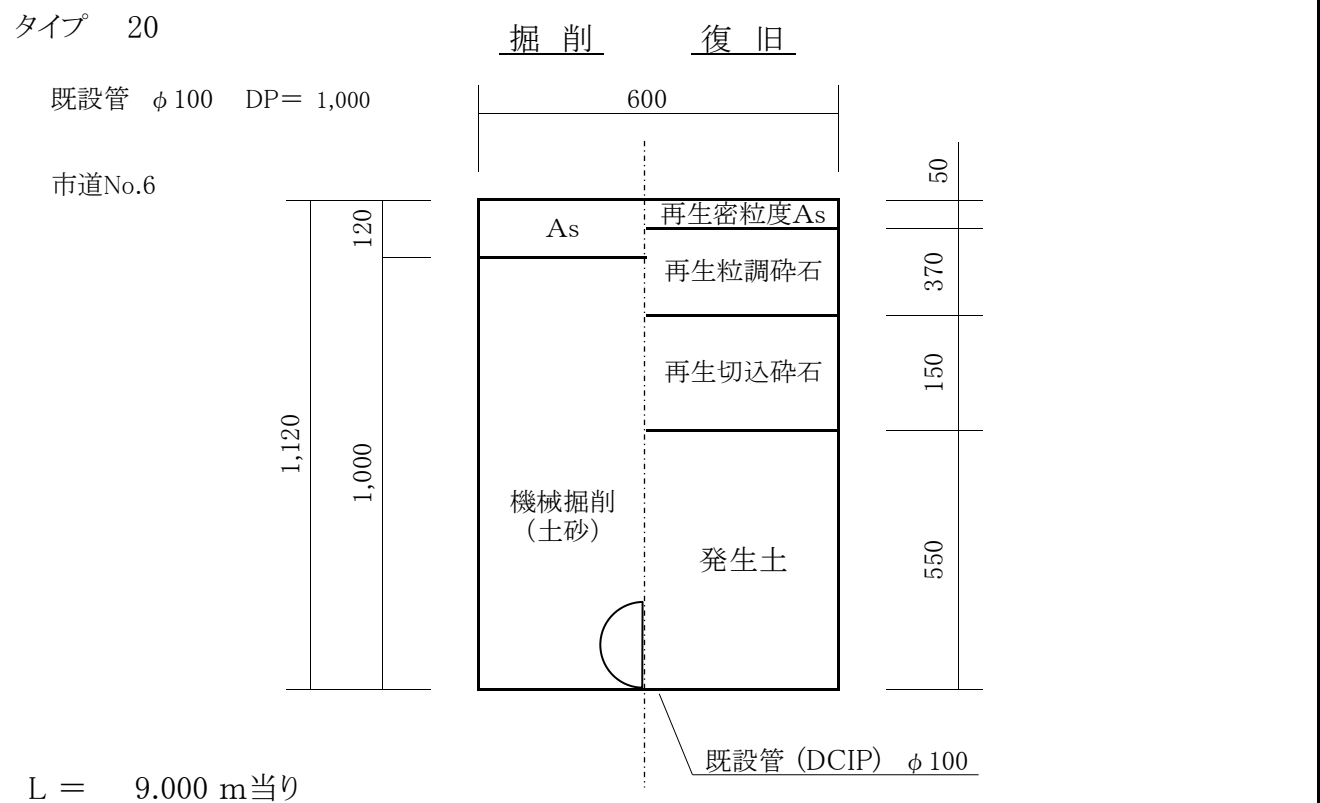 タイプ 20
掘 削 復 旧
既設管 φ100 DP＝ 1,000
600
市道No.6
50
120
As
再生密粒度As
370
再生粒調砕石
150
再生切込砕石
1,120
1,000
機械掘削
（土砂）
550
発生土
既設管 (DCIP) φ100
L ＝ 9.000 m当り